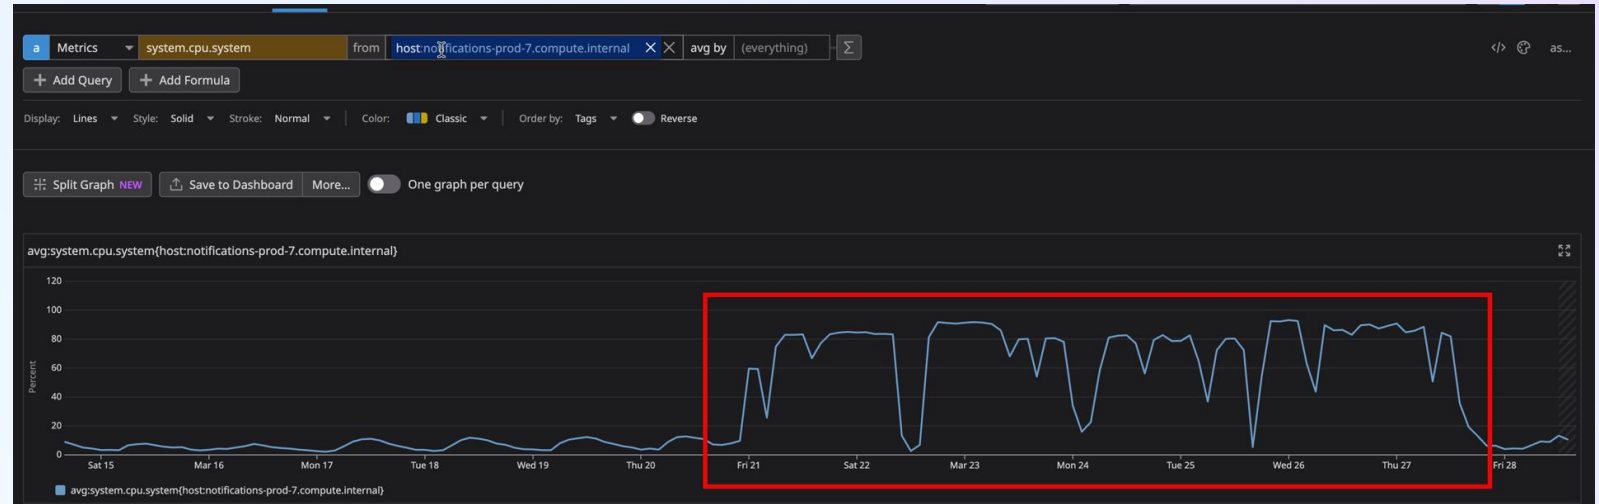 a Metrics system.cpu.system from host:notifications-prod-7.compute.internal avg by (everything) Σ </> as...
+ Add Query + Add Formula
Display: Lines Style: Solid Stroke: Normal Color: Classic Order by: Tags Reverse
Split Graph NEW Save to Dashboard More... One graph per query
avg:system.cpu.system{host:notifications-prod-7.compute.internal}
120
100
80
60
40
20
0
Percent
Sat 15 Mar 16 Mon 17 Tue 18 Wed 19 Thu 20 Fri 21 Sat 22 Mar 23 Mon 24 Tue 25 Wed 26 Thu 27 Fri 28
avg:system.cpu.system{host:notifications-prod-7.compute.internal}